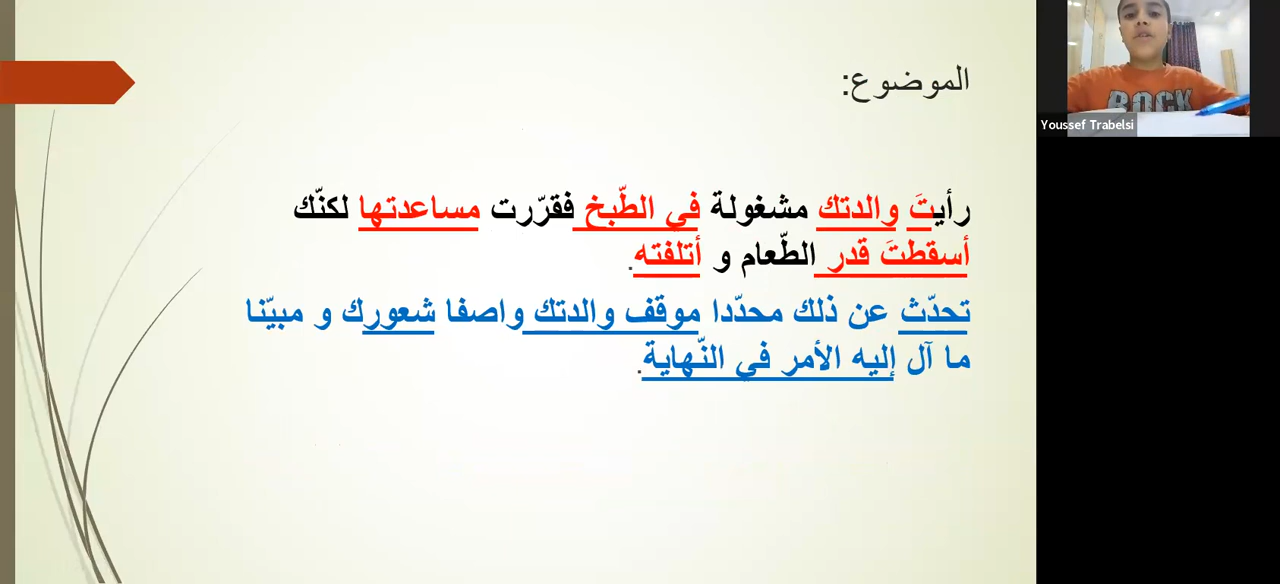 الموضوع:
رأيتَ والدتك مشغولة في الطّبخ فقرّرت مساعدتها لكنّك
أسقطتَ قدر الطّعام و أتلفته.
تحدّث عن ذلك محدّدا موقف والدتك واصفا شعورك و مبيّنا
ما آل إليه الأمر في النّهاية.
ROCK
Youssef Trabelsi